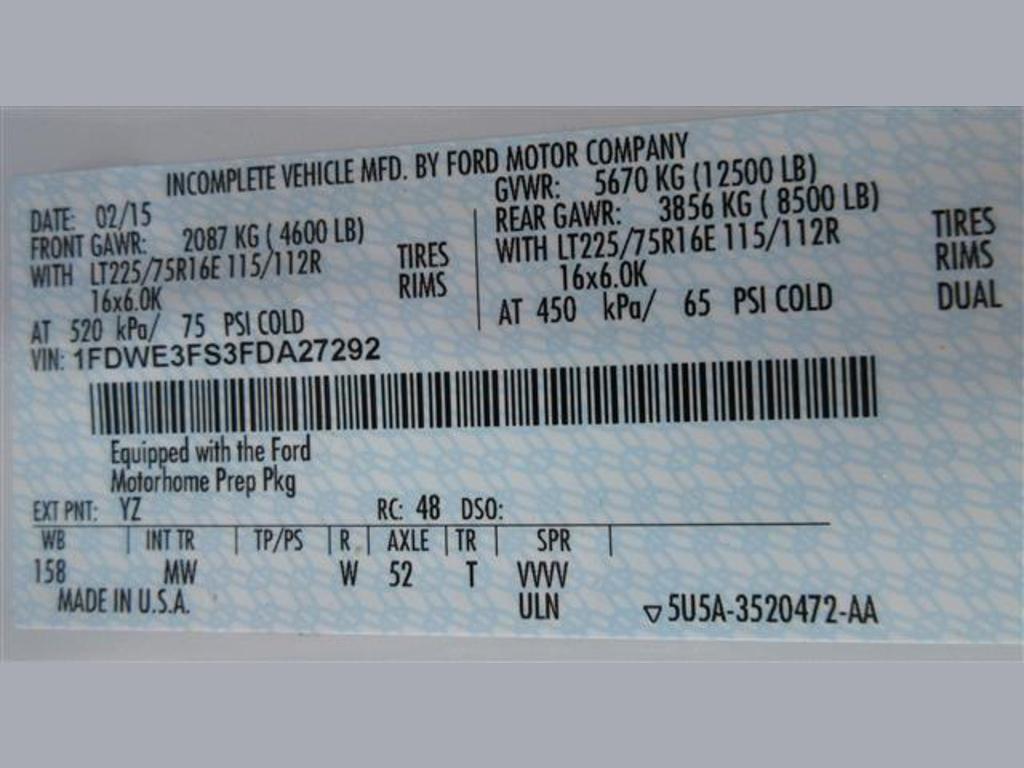 INCOMPLETE VEHICLE MFD. BY FORD MOTOR COMPANY
DATE: 02/15
FRONT GAWR: 2087 KG ( 4600 LB)
WITH LT225/75R16E 115/112R TIRES
16x6.0K RIMS
AT 520 kPa/ 75 PSI COLD
GVWR: 5670 KG (12500 LB)
REAR GAWR: 3856 KG ( 8500 LB)
WITH LT225/75R16E 115/112R TIRES
16x6.0K RIMS
AT 450 kPa/ 65 PSI COLD DUAL
VIN: 1FDWE3FS3FDA27292
Equipped with the Ford
Motorhome Prep Pkg
EXT PNT: YZ RC: 48 DSO:
WB INT TR TP/PS R AXLE TR SPR
158 MW W 52 T VVVV
MADE IN U.S.A. ULN 5U5A-3520472-AA